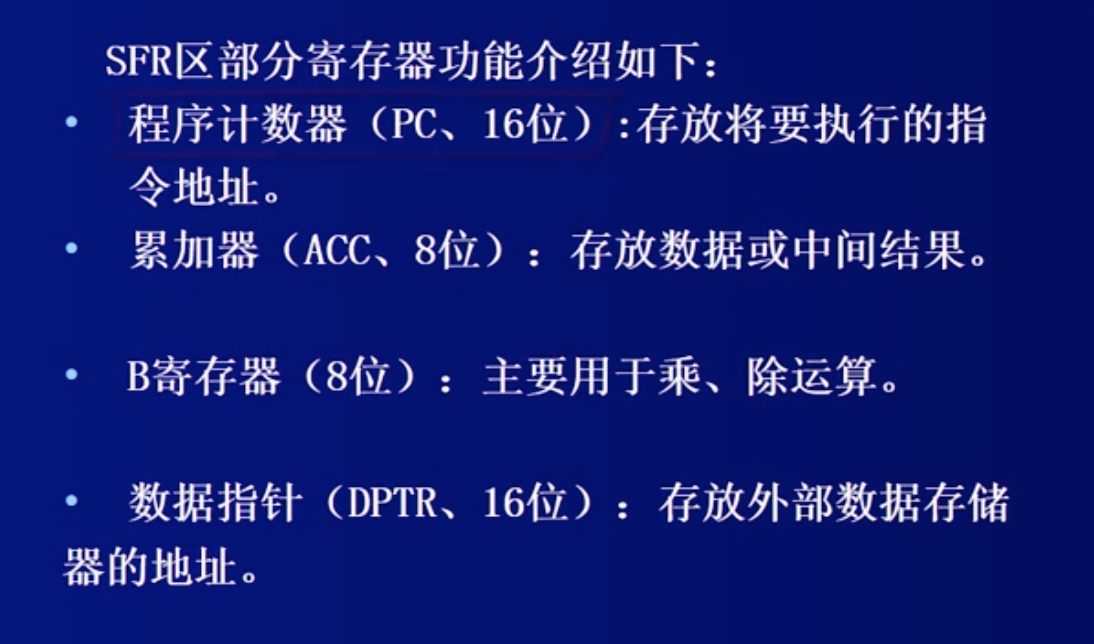 SFR区部分寄存器功能介绍如下：
• 程序计数器（PC、16位）:存放将要执行的指
令地址。
• 累加器（ACC、8位）：存放数据或中间结果。
• B寄存器（8位）：主要用于乘、除运算。
• 数据指针（DPTR、16位）：存放外部数据存储
器的地址。